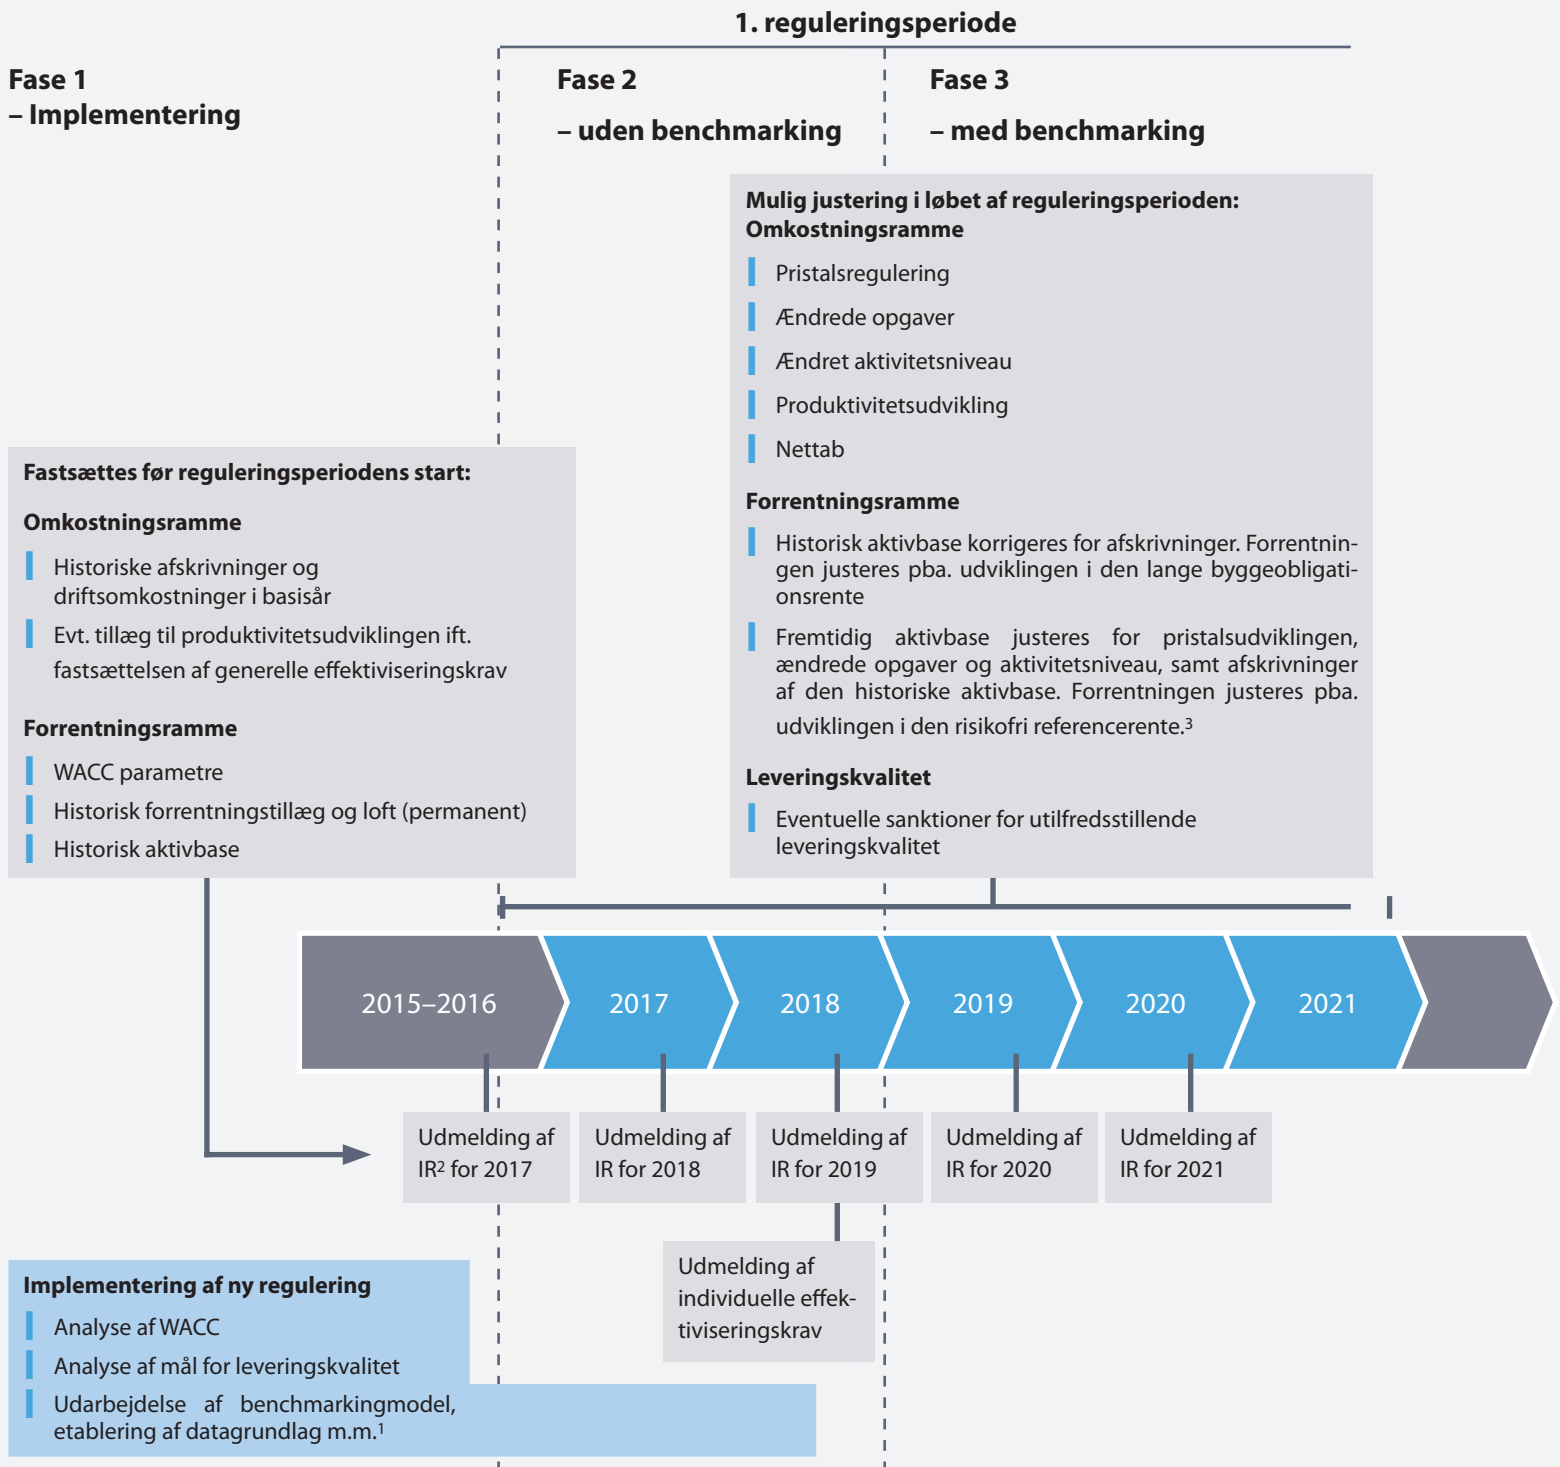 1. reguleringsperiode
Fase 1
– Implementering
Fase 2
– uden benchmarking
Fase 3
– med benchmarking
Mulig justering i løbet af reguleringsperioden:
Omkostningsramme
Pristalsregulering
Ændrede opgaver
Ændret aktivitetsniveau
Produktivitetsudvikling
Nettab
Forrentningsramme
Historisk aktivbase korrigeres for afskrivninger. Forrentnin-
gen justeres pba. udviklingen i den lange byggeobligati-
onsrente
Fremtidig aktivbase justeres for pristalsudviklingen,
ændrede opgaver og aktivitetsniveau, samt afskrivninger
af den historiske aktivbase. Forrentningen justeres pba.
udviklingen i den risikofri referencerente.3
Leveringskvalitet
Eventuelle sanktioner for utilfredsstillende
leveringskvalitet
Fastsættes før reguleringsperiodens start:
Omkostningsramme
Historiske afskrivninger og
driftsomkostninger i basisår
Evt. tillæg til produktivitetsudviklingen ift.
fastsættelsen af generelle effektiviseringskrav
Forrentningsramme
WACC parametre
Historisk forrentningstillæg og loft (permanent)
Historisk aktivbase
2015–2016
2017
2018
2019
2020
2021
Udmelding af
IR2 for 2017
Udmelding af
IR for 2018
Udmelding af
IR for 2019
Udmelding af
IR for 2020
Udmelding af
IR for 2021
Udmelding af
individuelle effek-
tiviseringskrav
Implementering af ny regulering
Analyse af WACC
Analyse af mål for leveringskvalitet
Udarbejdelse af benchmarkingmodel,
etablering af datagrundlag m.m.1